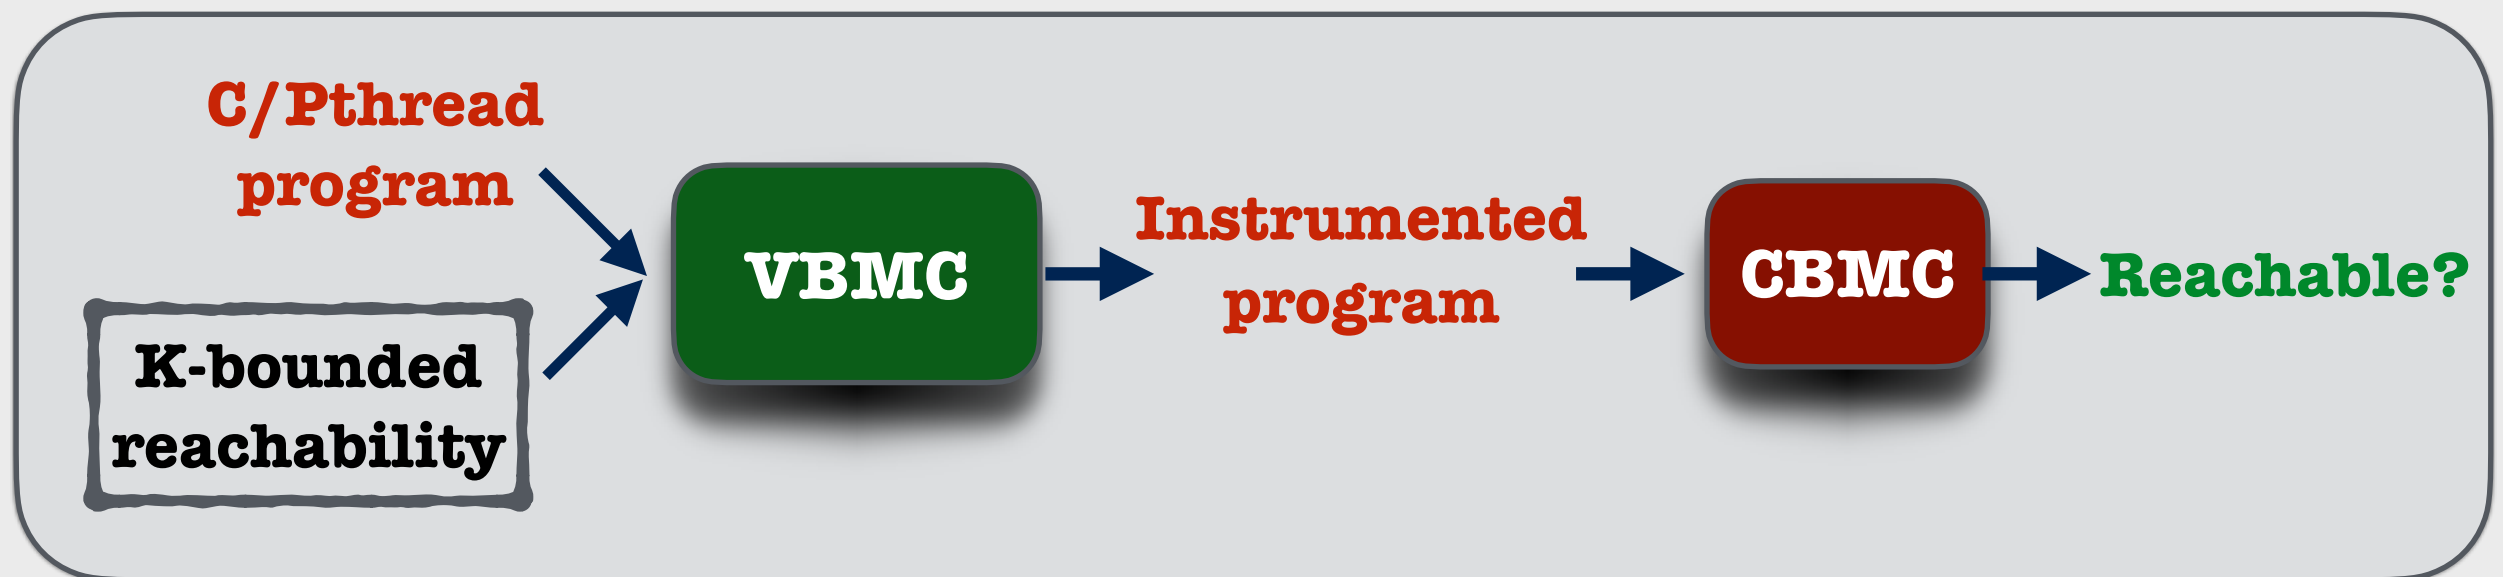 C/Pthread
program
K-bounded
reachability
VBMC
Instrumented
program
CBMC
Reachable?